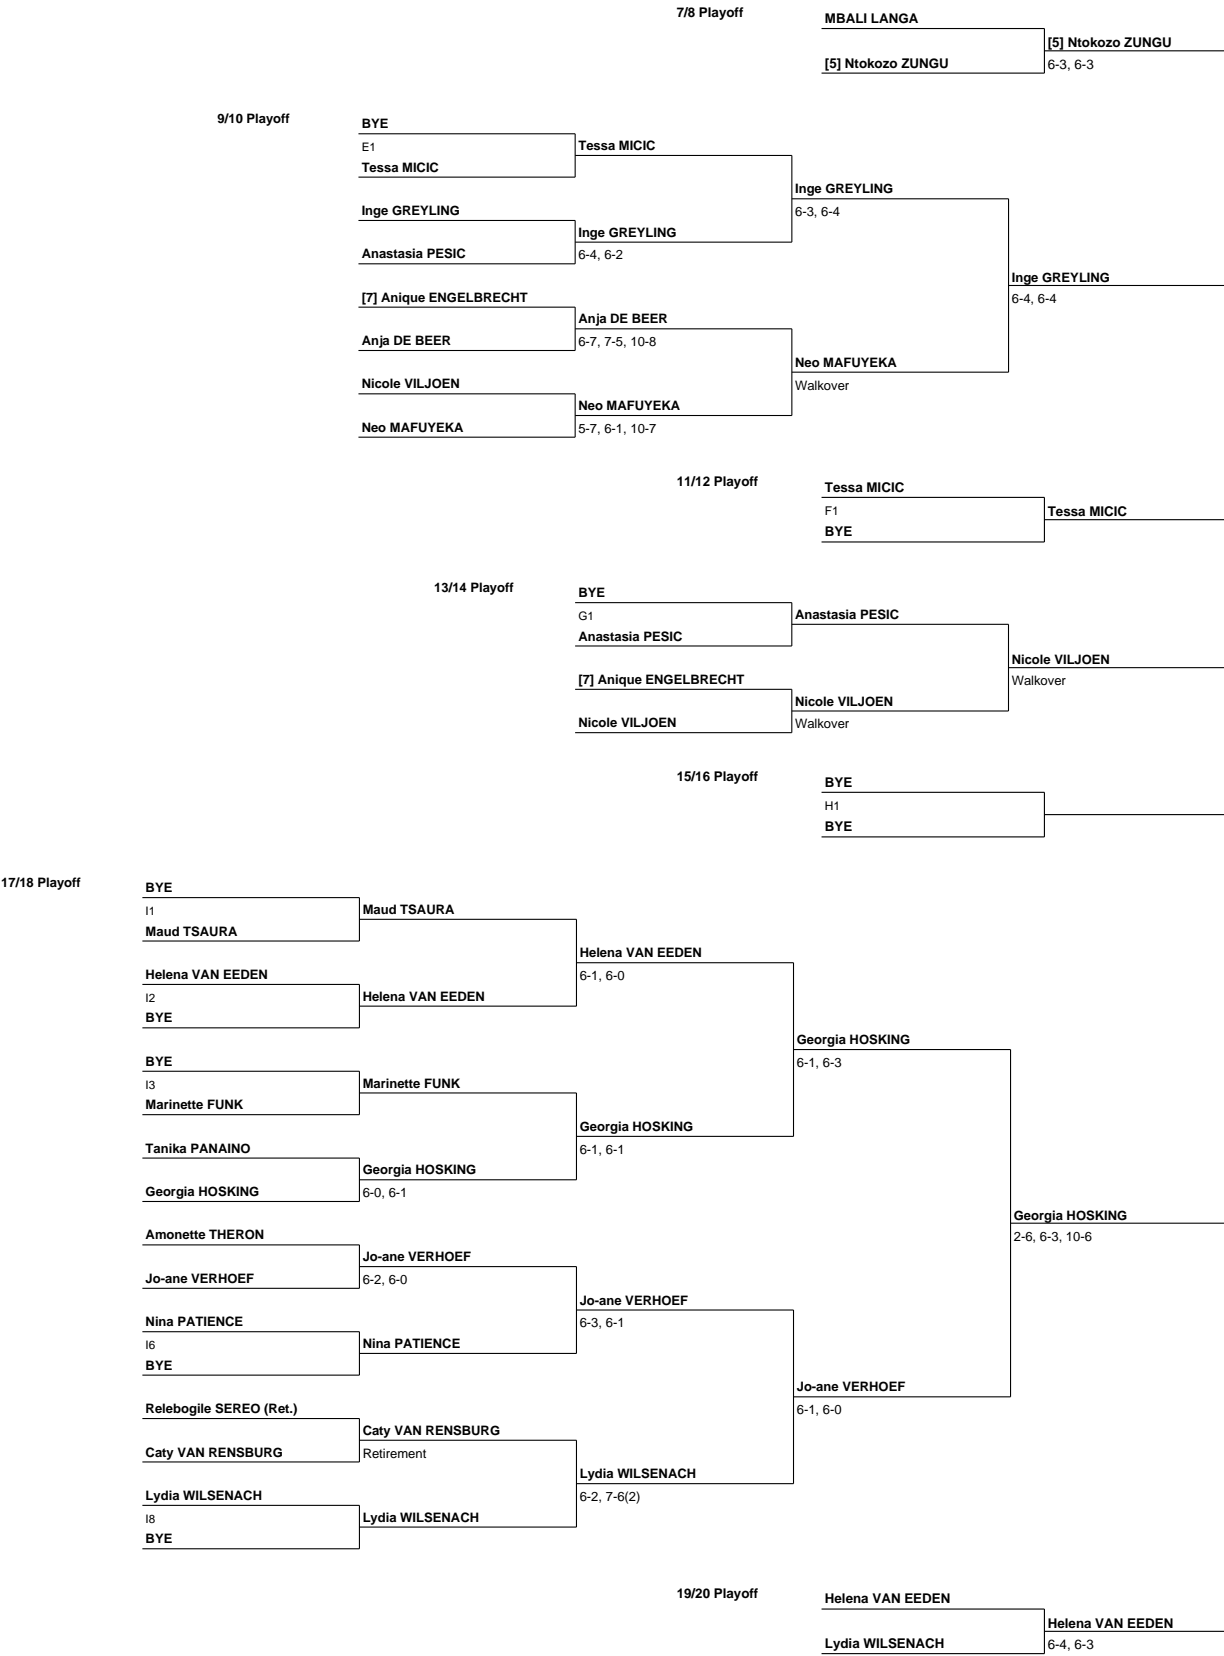 7/8 Playoff
MBALI LANGA
[5] Ntokozo ZUNGU
[5] Ntokozo ZUNGU
6-3, 6-3
9/10 Playoff
BYE
E1
Tessa MICIC
Tessa MICIC
Inge GREYLING
6-3, 6-4
Inge GREYLING
Inge GREYLING
Anastasia PESIC
6-4, 6-2
Inge GREYLING
6-4, 6-4
[7] Anique ENGELBRECHT
Anja DE BEER
Anja DE BEER
6-7, 7-5, 10-8
Neo MAFUYEKA
Walkover
Nicole VILJOEN
Neo MAFUYEKA
Neo MAFUYEKA
5-7, 6-1, 10-7
11/12 Playoff
Tessa MICIC
F1
Tessa MICIC
BYE
13/14 Playoff
BYE
G1
Anastasia PESIC
Anastasia PESIC
Nicole VILJOEN
Walkover
[7] Anique ENGELBRECHT
Nicole VILJOEN
Nicole VILJOEN
Walkover
15/16 Playoff
BYE
H1
BYE
17/18 Playoff
BYE
I1
Maud TSAURA
Maud TSAURA
Helena VAN EEDEN
6-1, 6-0
Helena VAN EEDEN
I2
Helena VAN EEDEN
BYE
Georgia HOSKING
6-1, 6-3
BYE
I3
Marinette FUNK
Marinette FUNK
Georgia HOSKING
6-1, 6-1
Tanika PANAINO
Georgia HOSKING
Georgia HOSKING
6-0, 6-1
Georgia HOSKING
2-6, 6-3, 10-6
Amonette THERON
Jo-ane VERHOEF
Jo-ane VERHOEF
6-2, 6-0
Jo-ane VERHOEF
6-3, 6-1
Nina PATIENCE
I6
Nina PATIENCE
BYE
Jo-ane VERHOEF
6-1, 6-0
Relebogile SEREO (Ret.)
Caty VAN RENSBURG
Caty VAN RENSBURG
Retirement
Lydia WILSENACH
6-2, 7-6(2)
Lydia WILSENACH
I8
Lydia WILSENACH
BYE
19/20 Playoff
Helena VAN EEDEN
Helena VAN EEDEN
Lydia WILSENACH
6-4, 6-3